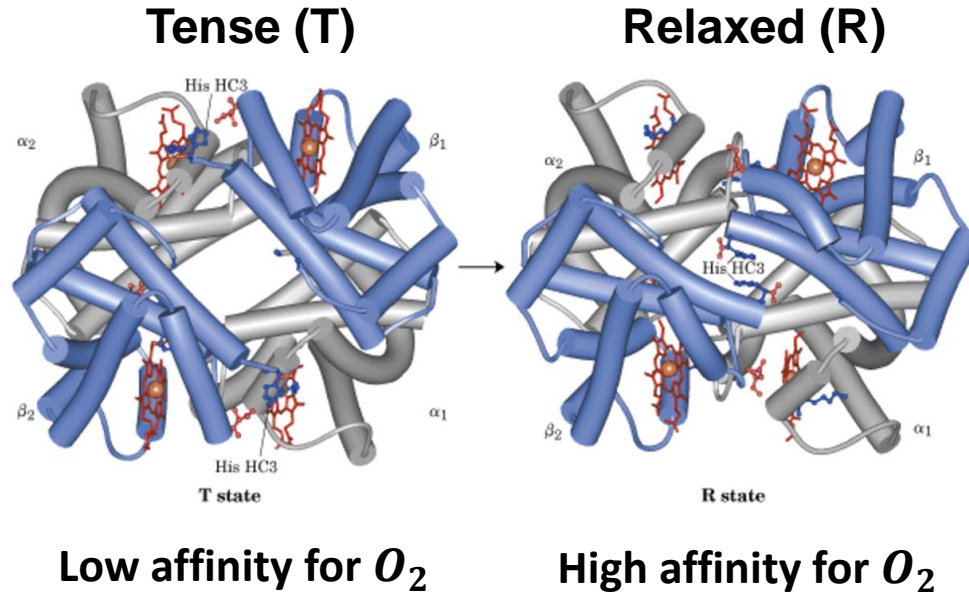 Tense (T)
Relaxed (R)
His HC3
α₂
β₁
α₂
β₁
His HC3
β₂
α₁
β₂
α₁
His HC3
T state
R state
Low affinity for O₂
High affinity for O₂